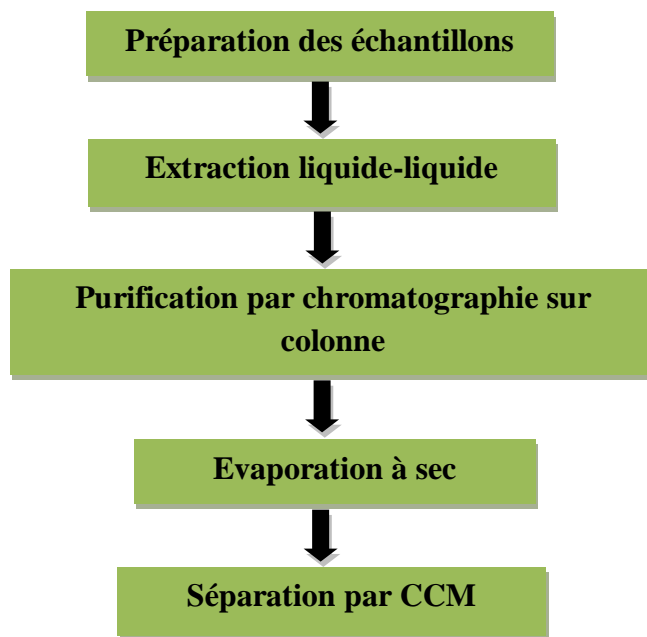 Préparation des échantillons
Extraction liquide-liquide
Purification par chromatographie sur
colonne
Evaporation à sec
Séparation par CCM